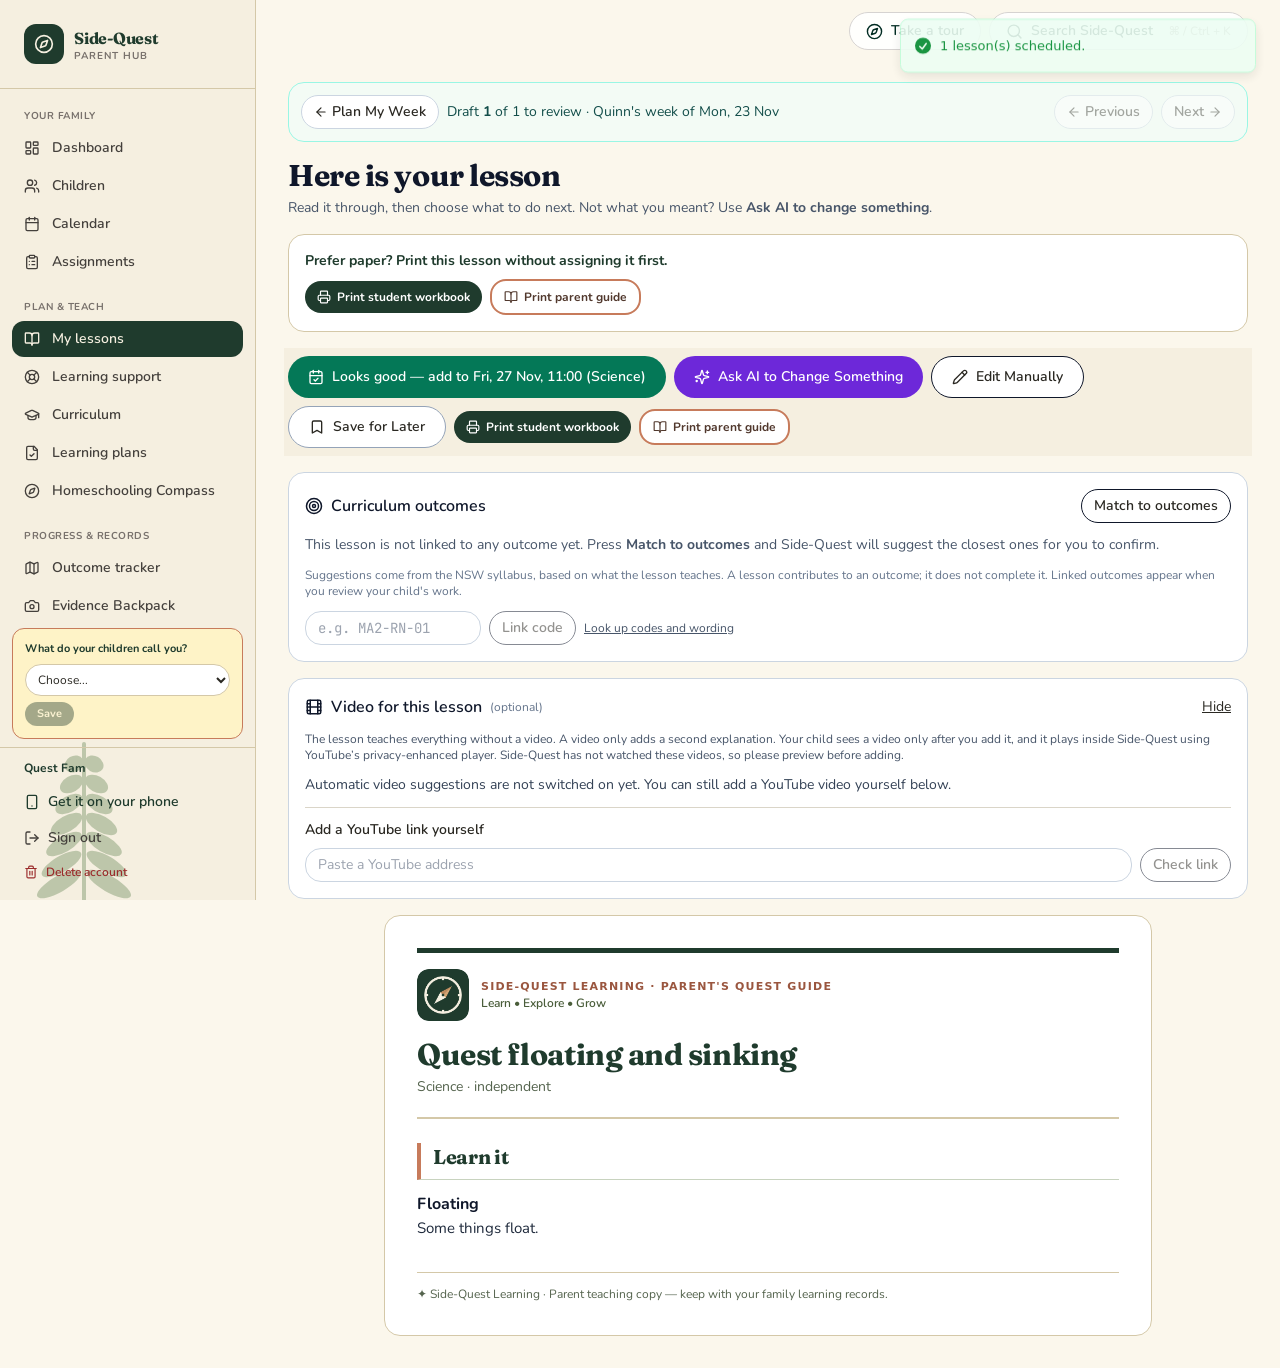 Side-Quest
PARENT HUB
YOUR FAMILY
Dashboard
Children
Calendar
Assignments
PLAN & TEACH
My lessons
Learning support
Curriculum
Learning plans
Homeschooling Compass
PROGRESS & RECORDS
Outcome tracker
Evidence Backpack
What do your children call you?
Choose...
Save
Quest Fam
Get it on your phone
Sign out
Delete account
Take a tour
Search Side-Quest
⌘ / Ctrl + K
1 lesson(s) scheduled.
← Plan My Week
Draft 1 of 1 to review · Quinn's week of Mon, 23 Nov
← Previous
Next →
Here is your lesson
Read it through, then choose what to do next. Not what you meant? Use Ask AI to change something.
Prefer paper? Print this lesson without assigning it first.
Print student workbook
Print parent guide
Looks good — add to Fri, 27 Nov, 11:00 (Science)
Ask AI to Change Something
Edit Manually
Save for Later
Print student workbook
Print parent guide
Curriculum outcomes
Match to outcomes
This lesson is not linked to any outcome yet. Press Match to outcomes and Side-Quest will suggest the closest ones for you to confirm.
Suggestions come from the NSW syllabus, based on what the lesson teaches. A lesson contributes to an outcome; it does not complete it. Linked outcomes appear when
you review your child's work.
e.g. MA2-RN-01
Link code
Look up codes and wording
Video for this lesson (optional)
Hide
The lesson teaches everything without a video. A video only adds a second explanation. Your child sees a video only after you add it, and it plays inside Side-Quest using
YouTube's privacy-enhanced player. Side-Quest has not watched these videos, so please preview before adding.
Automatic video suggestions are not switched on yet. You can still add a YouTube video yourself below.
Add a YouTube link yourself
Paste a YouTube address
Check link
SIDE-QUEST LEARNING · PARENT'S QUEST GUIDE
Learn • Explore • Grow
Quest floating and sinking
Science · independent
Learn it
Floating
Some things float.
✦ Side-Quest Learning · Parent teaching copy — keep with your family learning records.